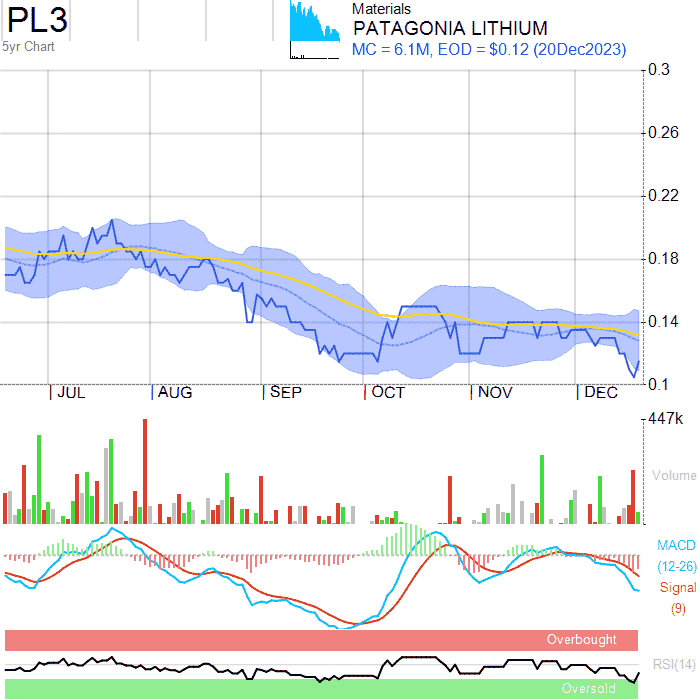 PL3
5yr Chart
Materials
PATAGONIA LITHIUM
MC = 6.1M, EOD = $0.12 (20Dec2023)
0.3
0.26
0.22
0.18
0.14
0.1
JUL AUG SEP OCT NOV DEC
447k
Volume
MACD
(12-26)
Signal
(9)
Overbought
RSI(14)
Oversold